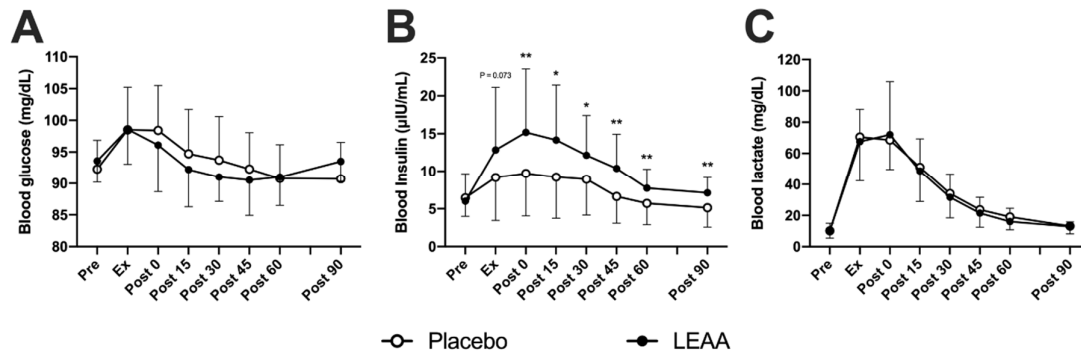 A
B
C
Blood glucose (mg/dL)
110
105
100
95
90
85
80
Pre
Ex
Post 0
Post 15
Post 30
Post 45
Post 60
Post 90
Blood Insulin (µIU/mL)
25
20
15
10
5
0
P = 0.073
**
*
*
**
**
**
Pre
Ex
Post 0
Post 15
Post 30
Post 45
Post 60
Post 90
Blood lactate (mg/dL)
120
100
80
60
40
20
0
Pre
Ex
Post 0
Post 15
Post 30
Post 45
Post 60
Post 90
Placebo
LEAA